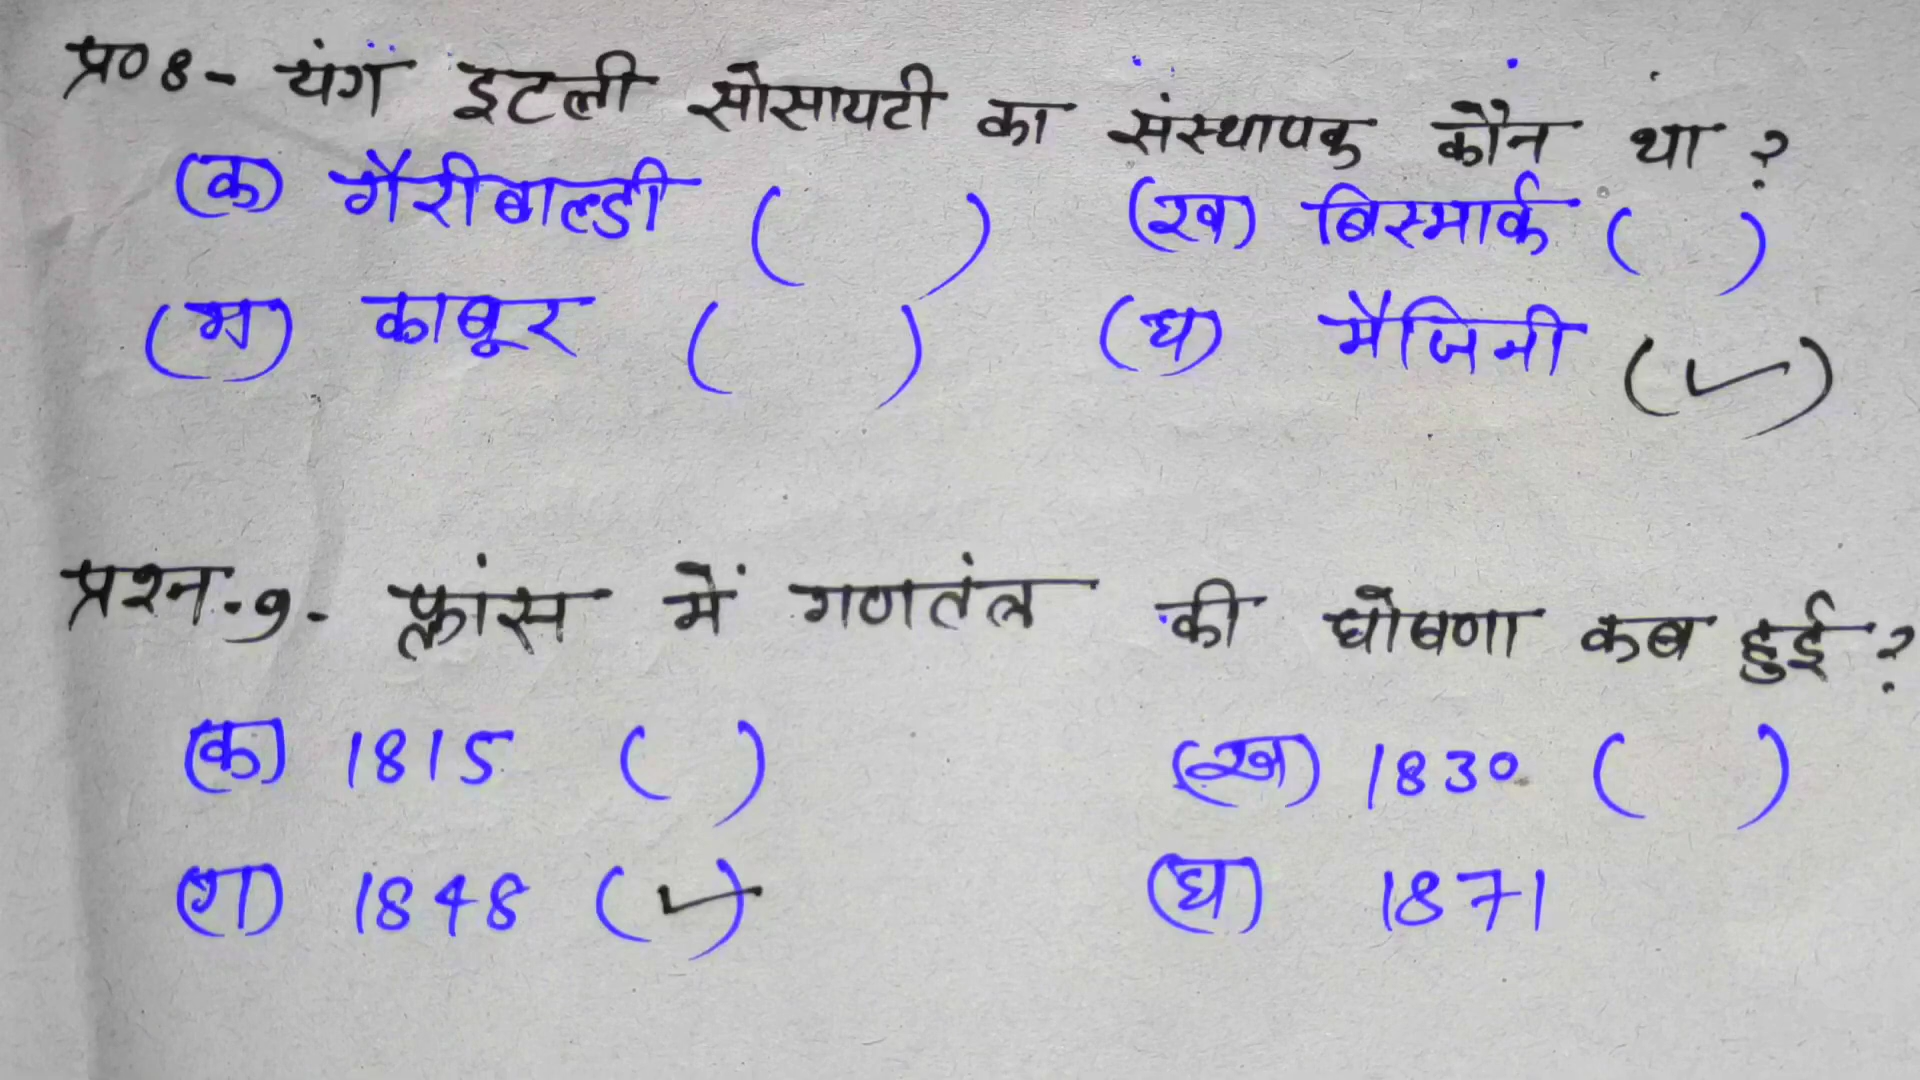 प्र० 8- यंग इटली सोसायटी का संस्थापक कौन था ?
(क) गैरीबाल्डी ( ) (ख) बिस्मार्क ( )
(ग) काबूर ( ) (घ) मैजिनी (✓)
प्रश्न.9. फ्रांस में गणतंत्र की घोषणा कब हुई ?
(क) 1815 ( ) (ख) 1830 ( )
(ग) 1848 (✓) (घ) 1871